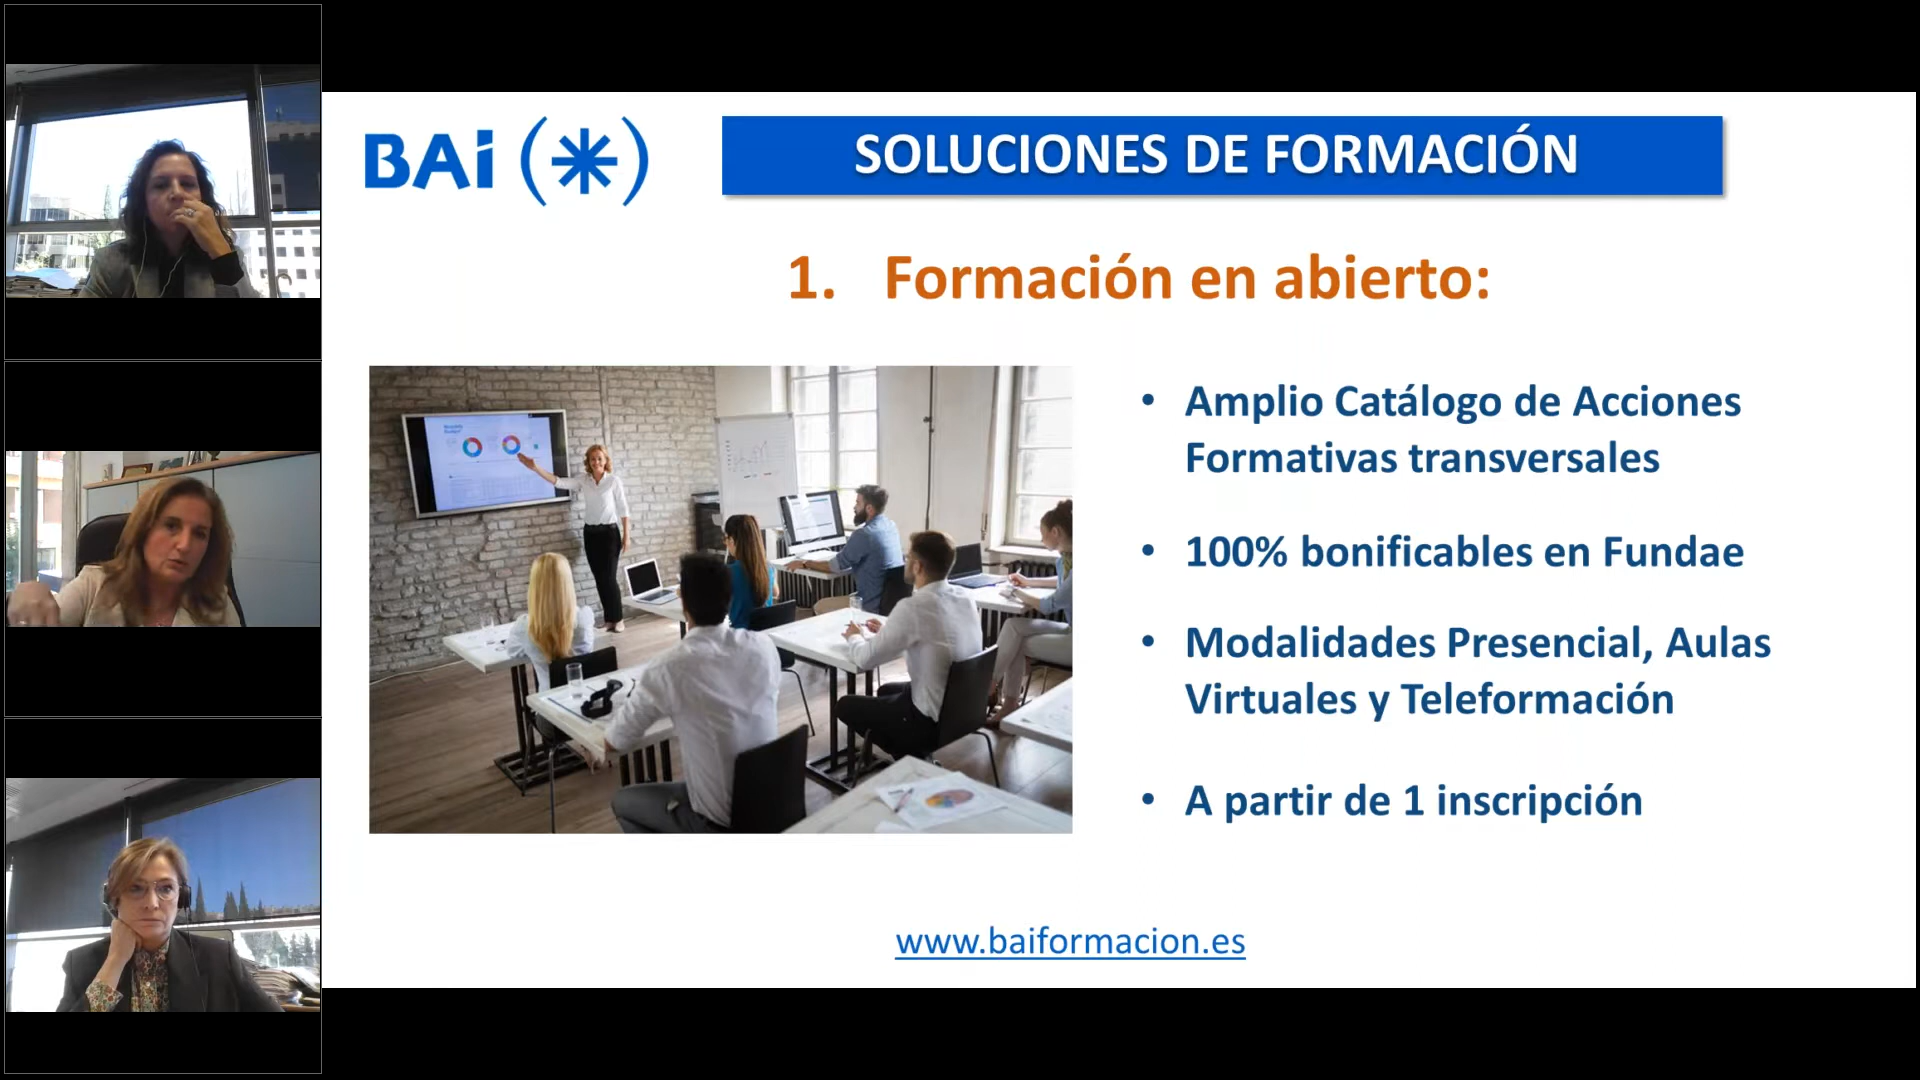 BAi (*)
SOLUCIONES DE FORMACIÓN
1. Formación en abierto:
• Amplio Catálogo de Acciones
Formativas transversales
• 100% bonificables en Fundae
• Modalidades Presencial, Aulas
Virtuales y Teleformación
• A partir de 1 inscripción
www.baiformacion.es